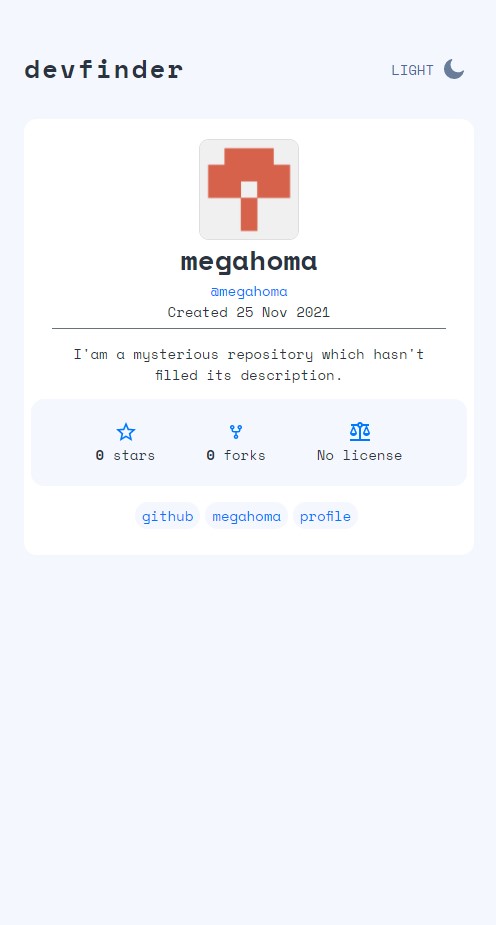 devfinder
LIGHT
megahoma
@megahoma
Created 25 Nov 2021
I'am a mysterious repository which hasn't
filled its description.
0 stars
0 forks
No license
github megahoma profile